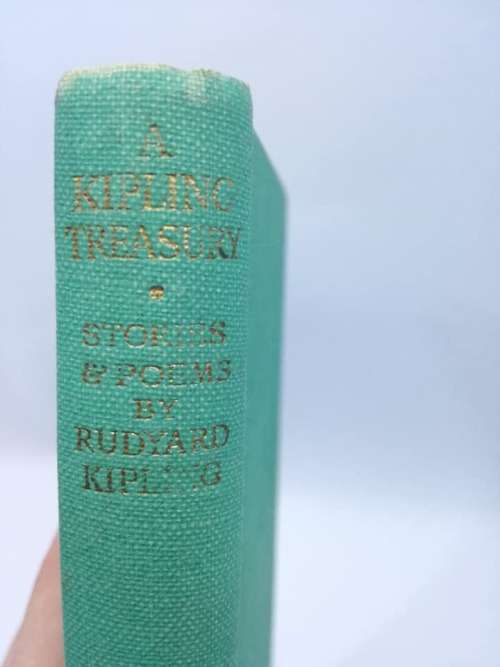 A
KIPLING
TREASURY
STORIES
& POEMS
BY
RUDYARD
KIPLING